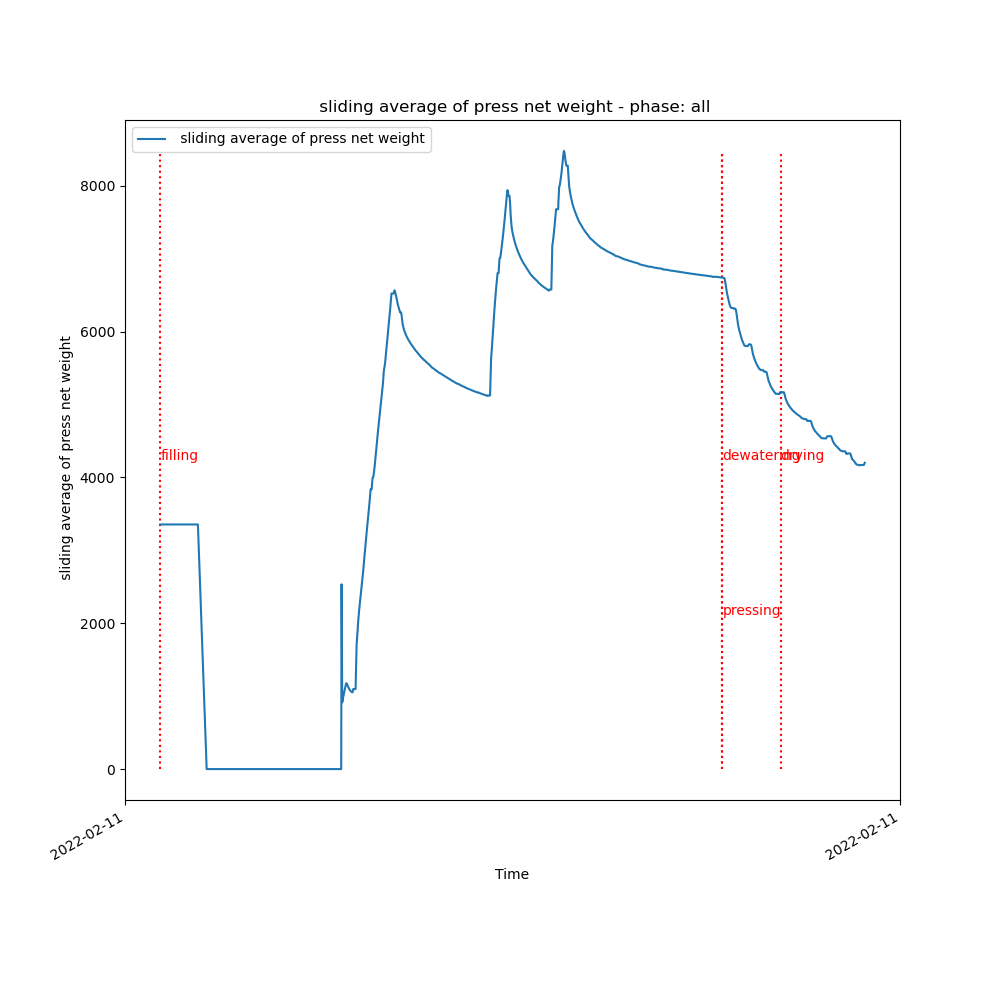 sliding average of press net weight - phase: all
sliding average of press net weight
8000
6000
4000
2000
0
sliding average of press net weight
filling
dewatering
drying
pressing
2022-02-11
2022-02-11
Time